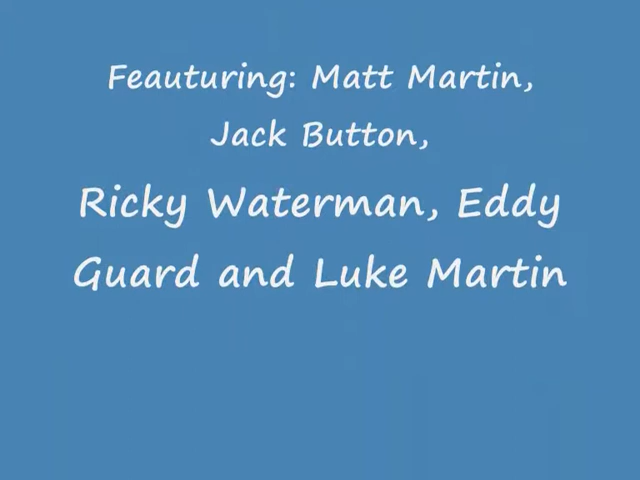 Feauturing: Matt Martin,
Jack Button,
Ricky Waterman, Eddy
Guard and Luke Martin